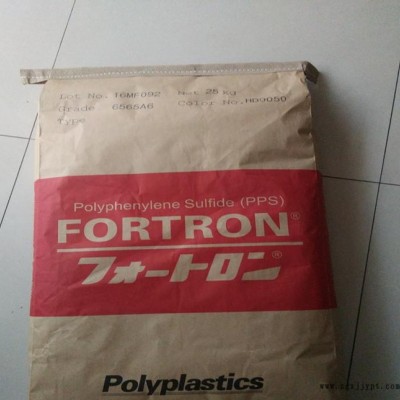 Lot No. 16MF092 Net 25 kg
Grade 6565A6 Color No. HD9050
Type
Polyphenylene Sulfide (PPS)
FORTRON®
フォートロン®
Polyplastics